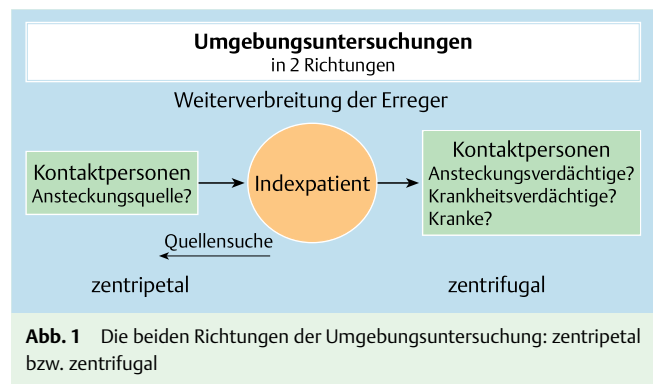 Umgebungsuntersuchungen
in 2 Richtungen
Weiterverbreitung der Erreger
Kontaktpersonen
Ansteckungsquelle?
Indexpatient
Kontaktpersonen
Ansteckungsverdächtige?
Krankheitsverdächtige?
Kranke?
Quellensuche
zentripetal
zentrifugal
Abb. 1 Die beiden Richtungen der Umgebungsuntersuchung: zentripetal
bzw. zentrifugal